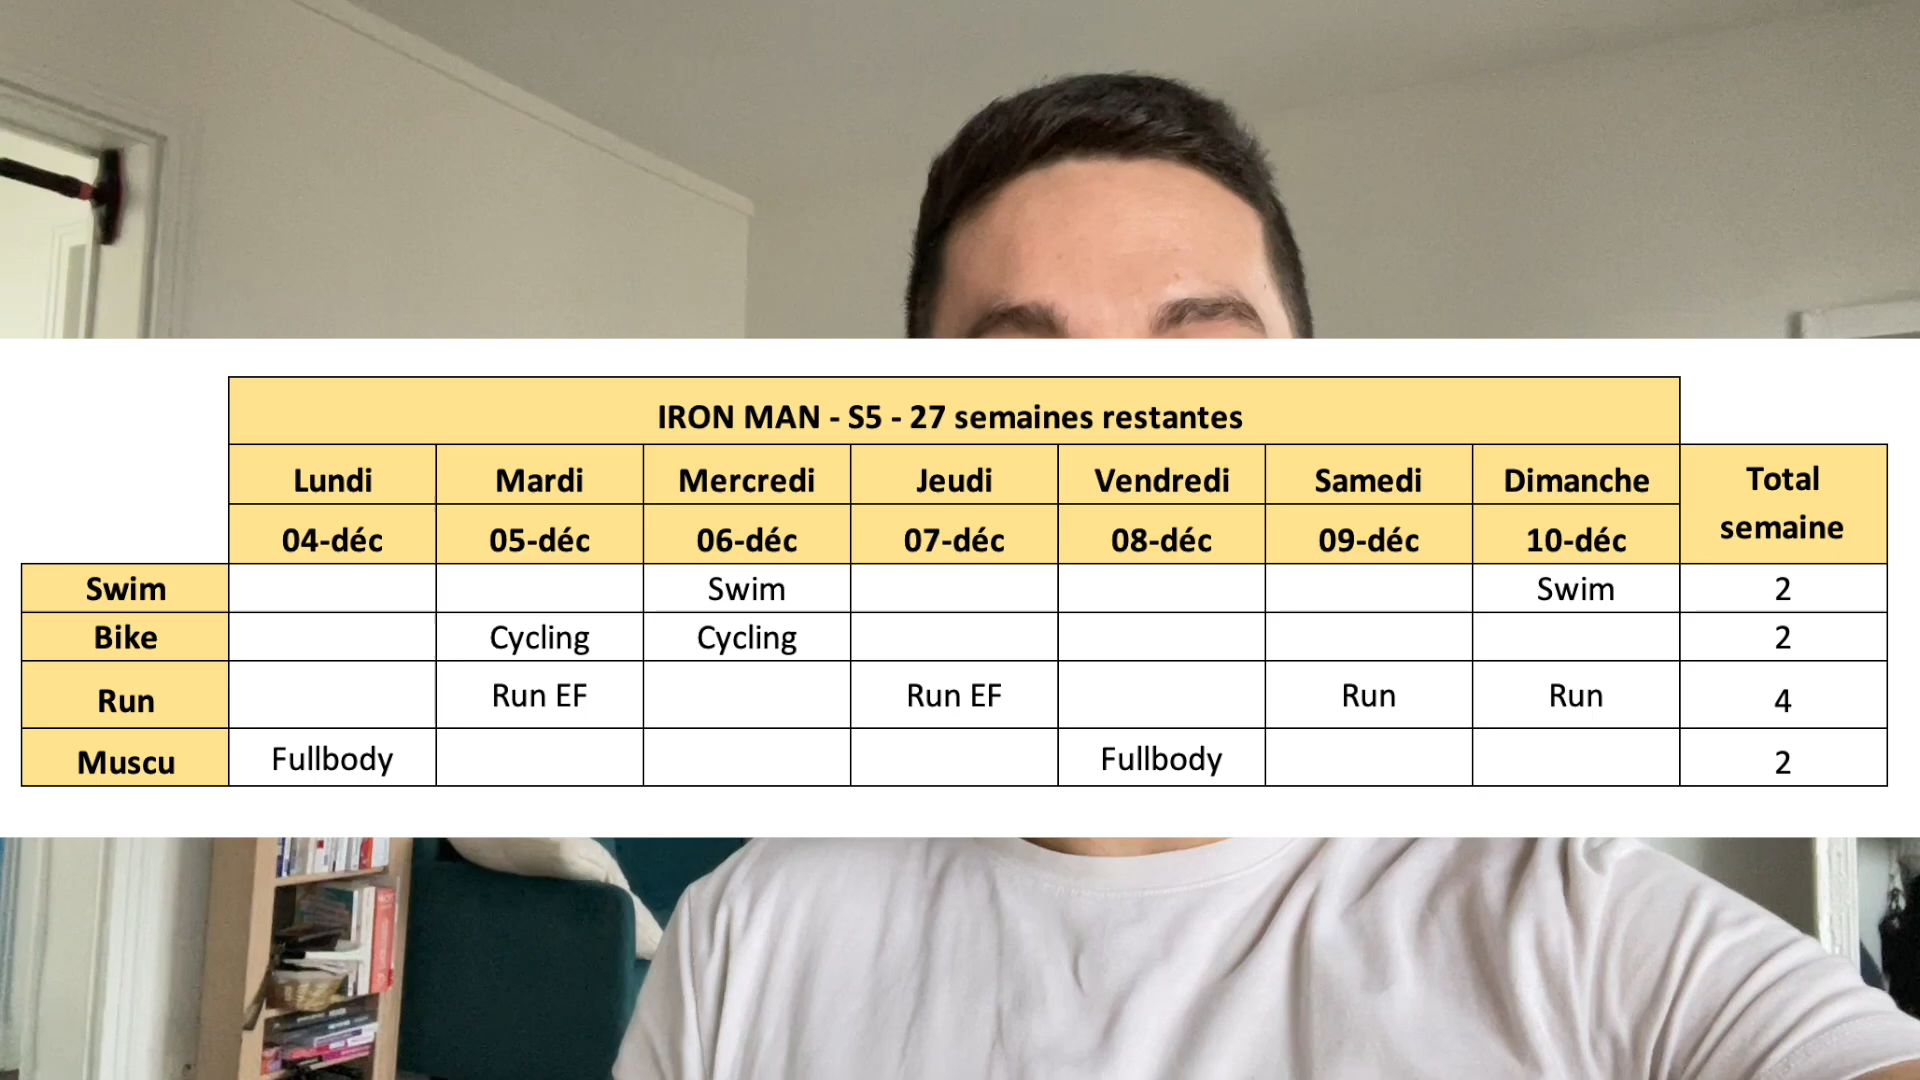 IRON MAN - S5 - 27 semaines restantes
Lundi Mardi Mercredi Jeudi Vendredi Samedi Dimanche Total semaine
04-déc 05-déc 06-déc 07-déc 08-déc 09-déc 10-déc
Swim Swim Swim 2
Bike Cycling Cycling 2
Run Run EF Run EF Run Run 4
Muscu Fullbody Fullbody 2